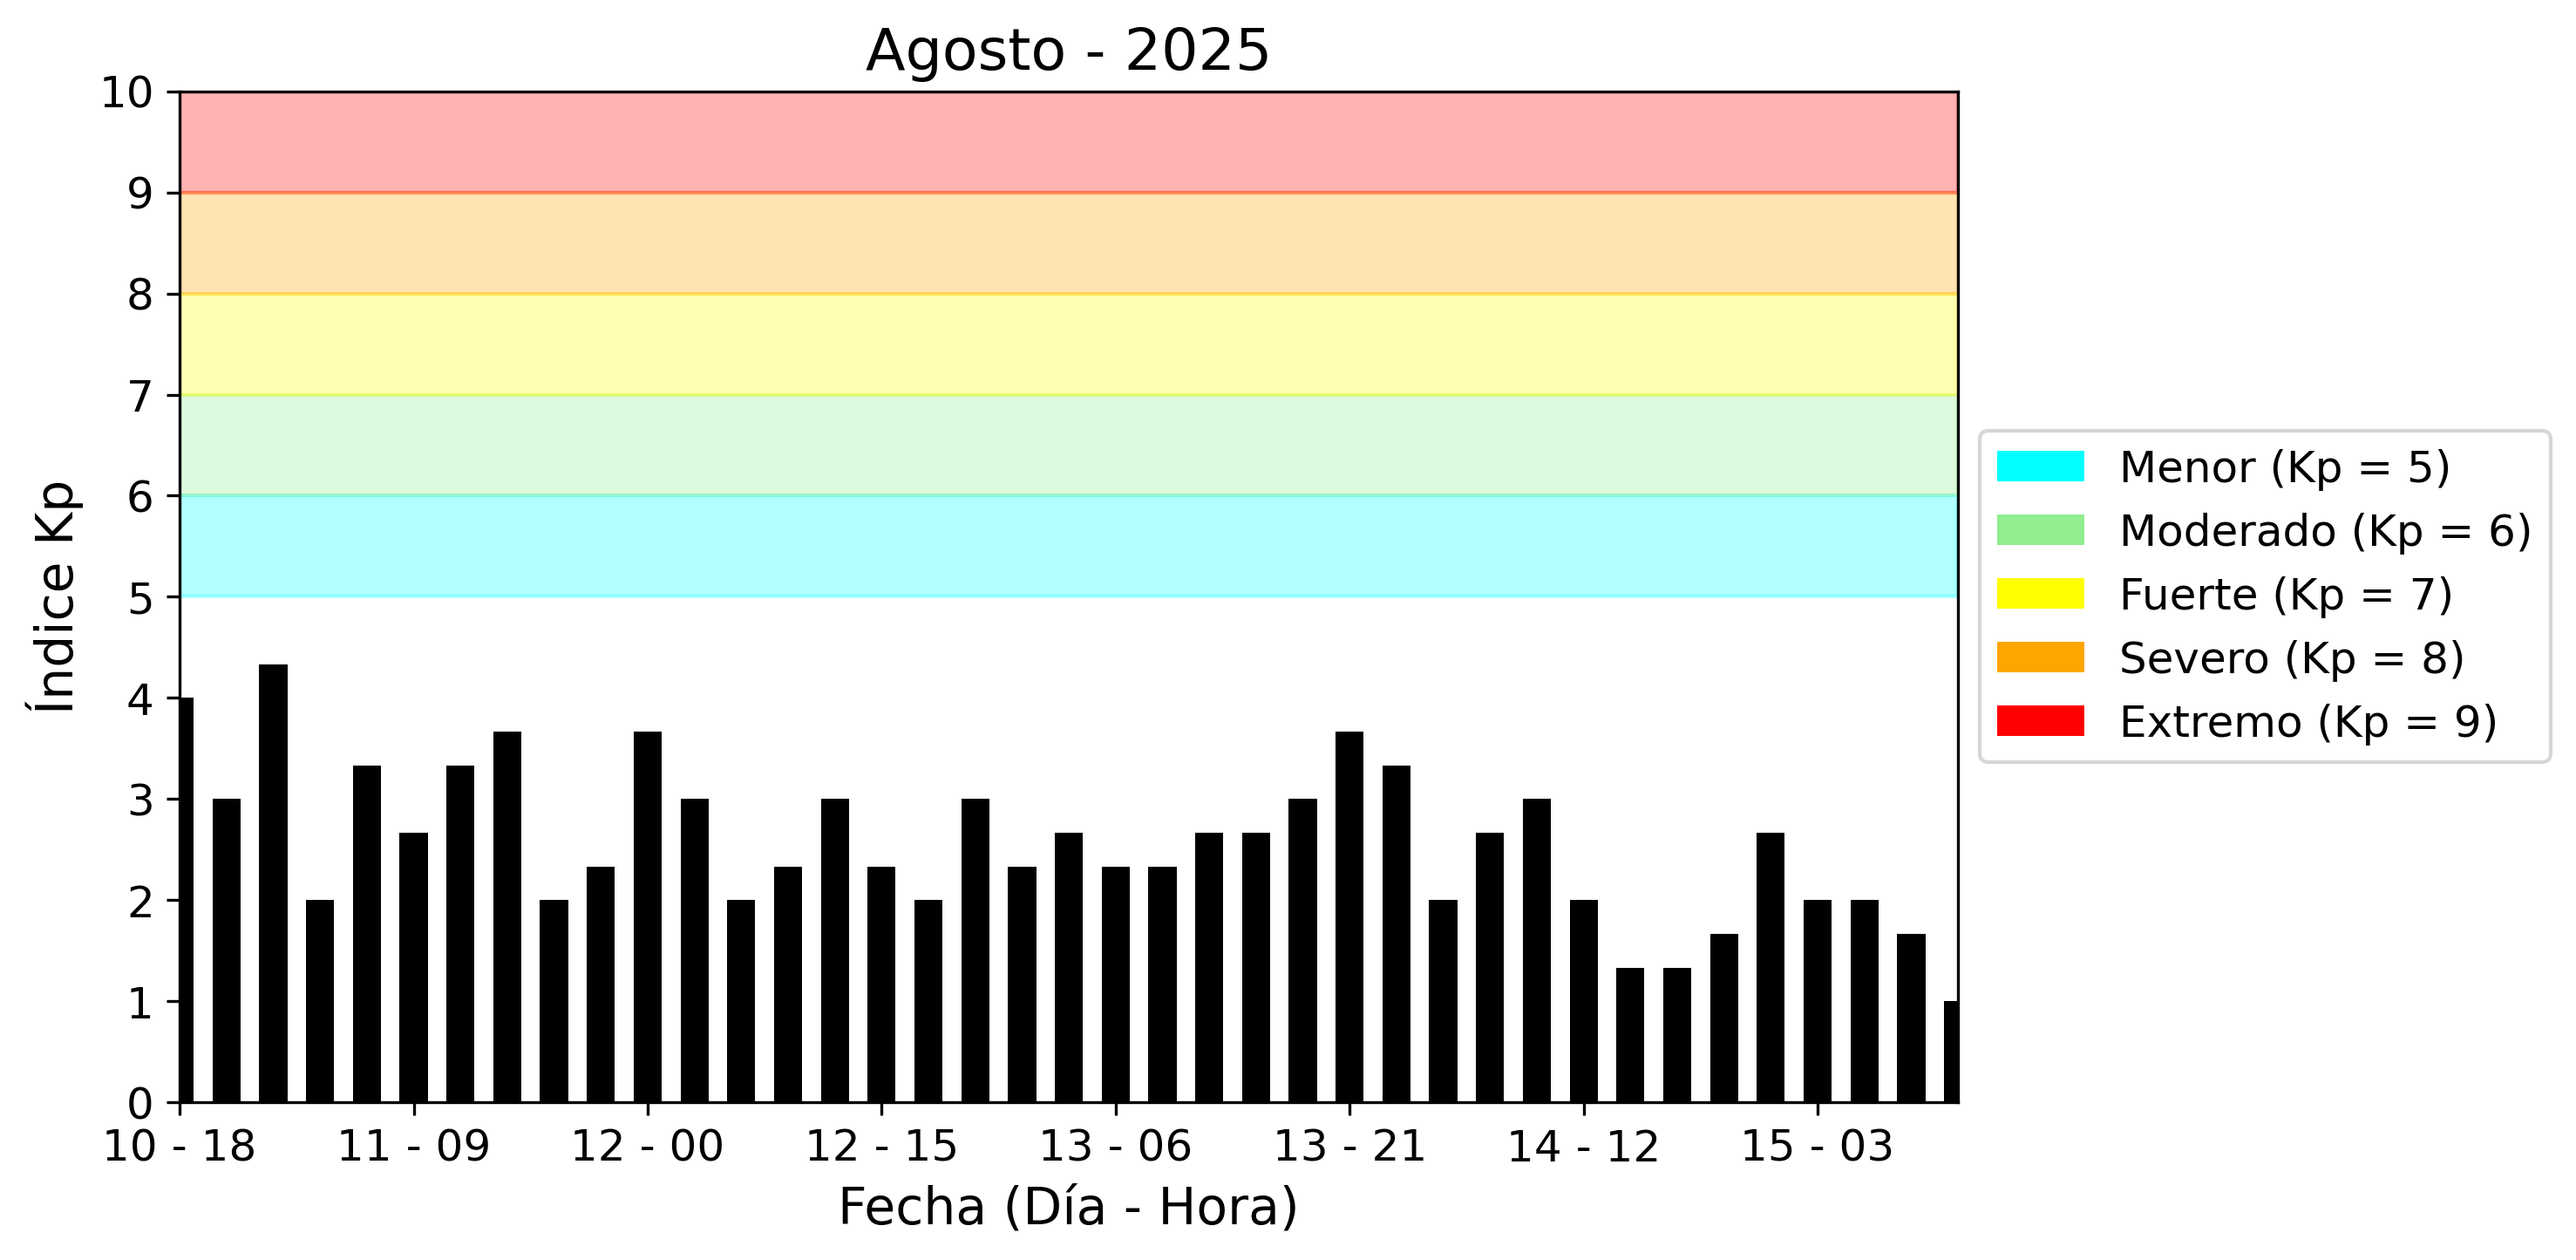 Agosto - 2025
10
9
8
7
6
5
4
3
2
1
0
Índice Kp
10 - 18 11 - 09 12 - 00 12 - 15 13 - 06 13 - 21 14 - 12 15 - 03
Fecha (Día - Hora)
Menor (Kp = 5)
Moderado (Kp = 6)
Fuerte (Kp = 7)
Severo (Kp = 8)
Extremo (Kp = 9)